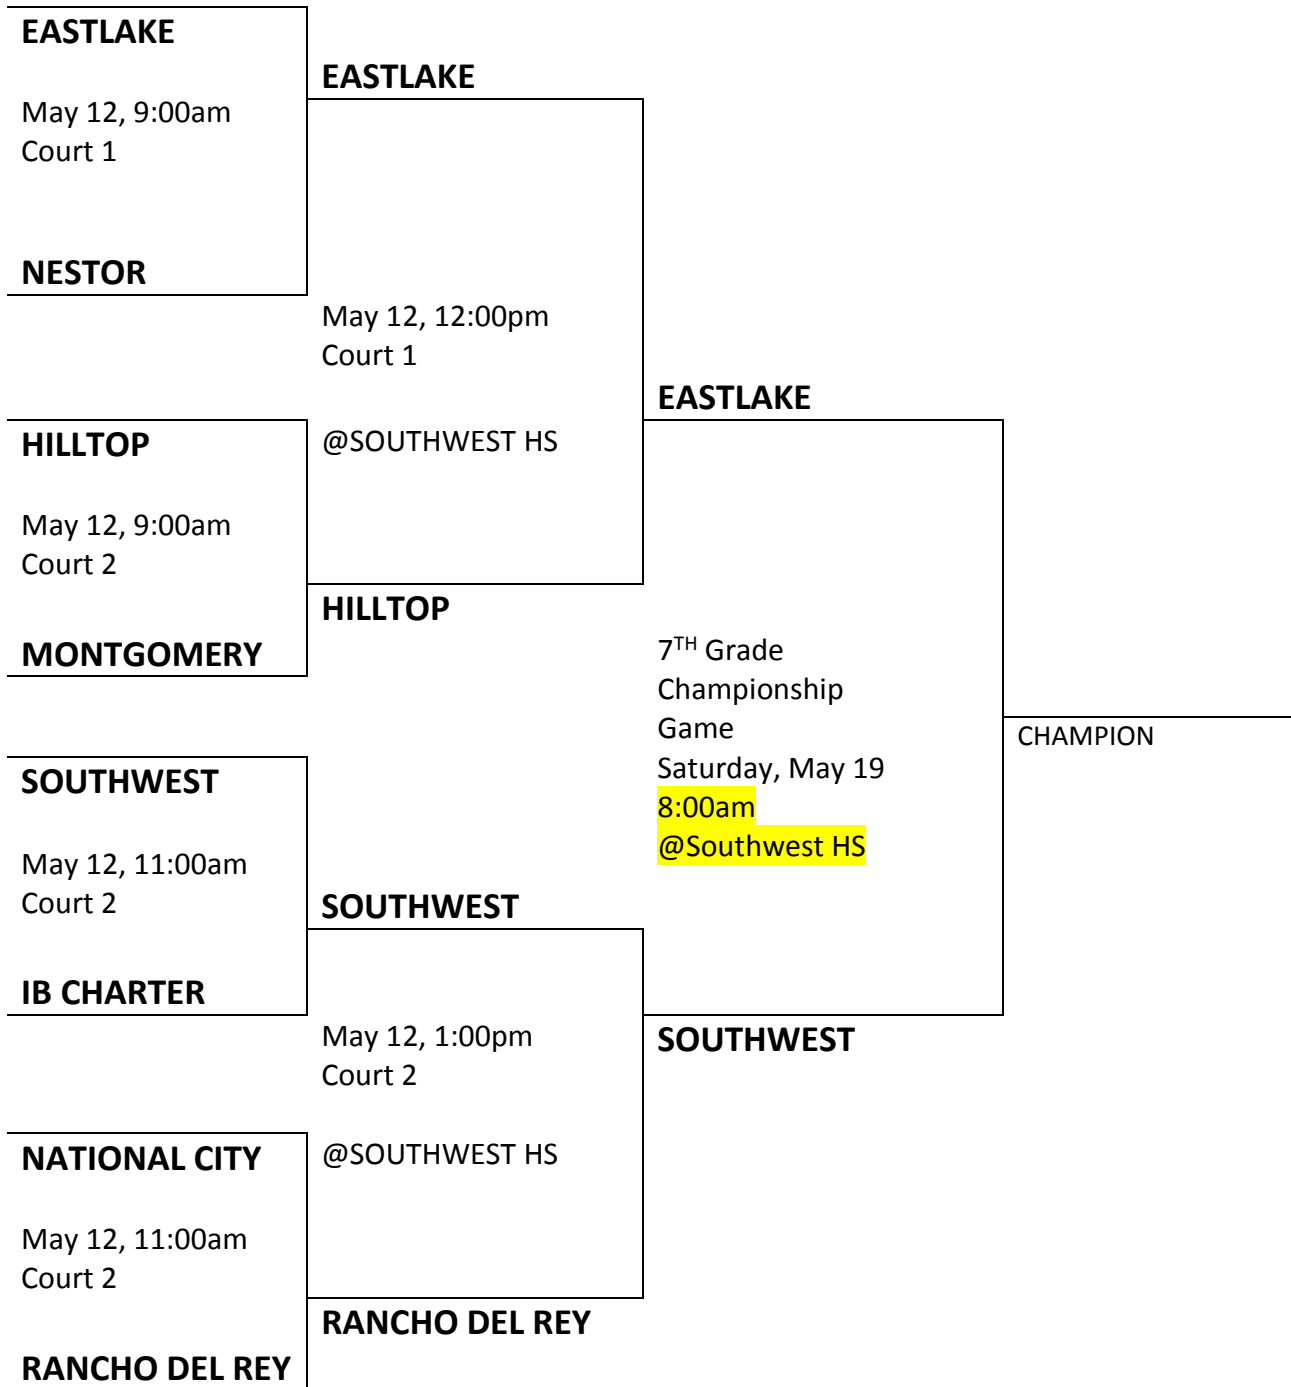 EASTLAKE
May 12, 9:00am
Court 1
NESTOR
HILLTOP
May 12, 9:00am
Court 2
MONTGOMERY
SOUTHWEST
May 12, 11:00am
Court 2
IB CHARTER
NATIONAL CITY
May 12, 11:00am
Court 2
RANCHO DEL REY
EASTLAKE
May 12, 12:00pm
Court 1
@SOUTHWEST HS
HILLTOP
SOUTHWEST
May 12, 1:00pm
Court 2
@SOUTHWEST HS
RANCHO DEL REY
EASTLAKE
7TH Grade
Championship
Game
Saturday, May 19
8:00am
@Southwest HS
SOUTHWEST
CHAMPION